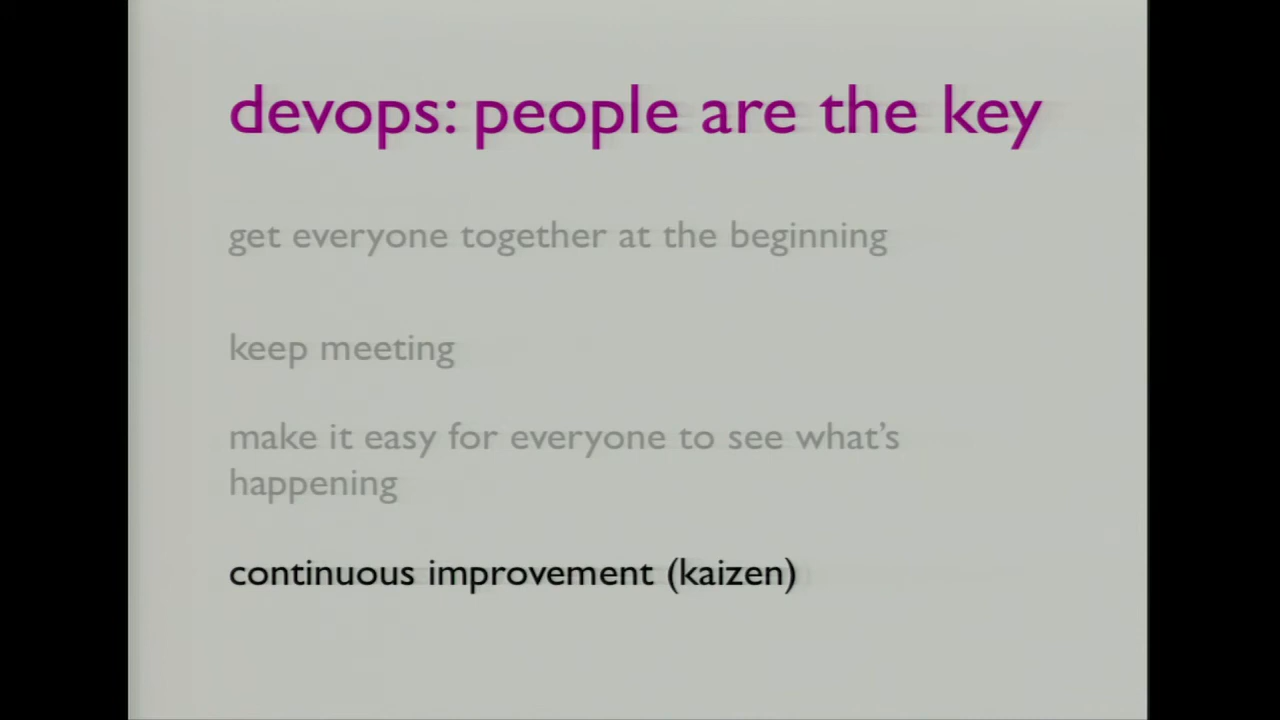 devops: people are the key
get everyone together at the beginning
keep meeting
make it easy for everyone to see what's
happening
continuous improvement (kaizen)